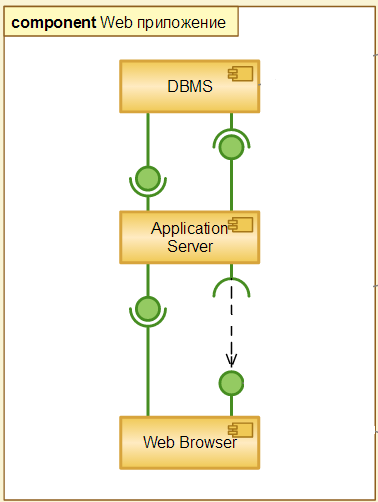 component Web приложение
DBMS
Application
Server
Web Browser